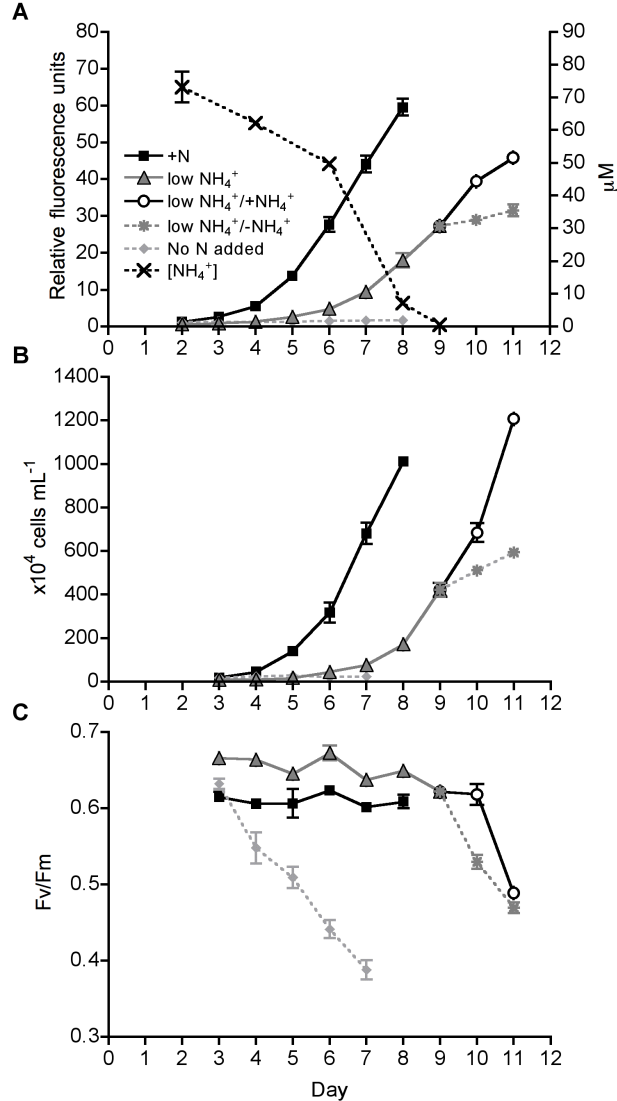 A
Relative fluorescence units
80
70
60
50
40
30
20
10
0
0 1 2 3 4 5 6 7 8 9 10 11 12
90
80
70
60
50
40
30
20
10
0
µM
+N
low NH₄⁺
low NH₄⁺/+NH₄⁺
low NH₄⁺/-NH₄⁺
No N added
[NH₄⁺]
B
x10⁴ cells mL⁻¹
1400
1200
1000
800
600
400
200
0
0 1 2 3 4 5 6 7 8 9 10 11 12
C
Fv/Fm
0.7
0.6
0.5
0.4
0.3
0 1 2 3 4 5 6 7 8 9 10 11 12
Day